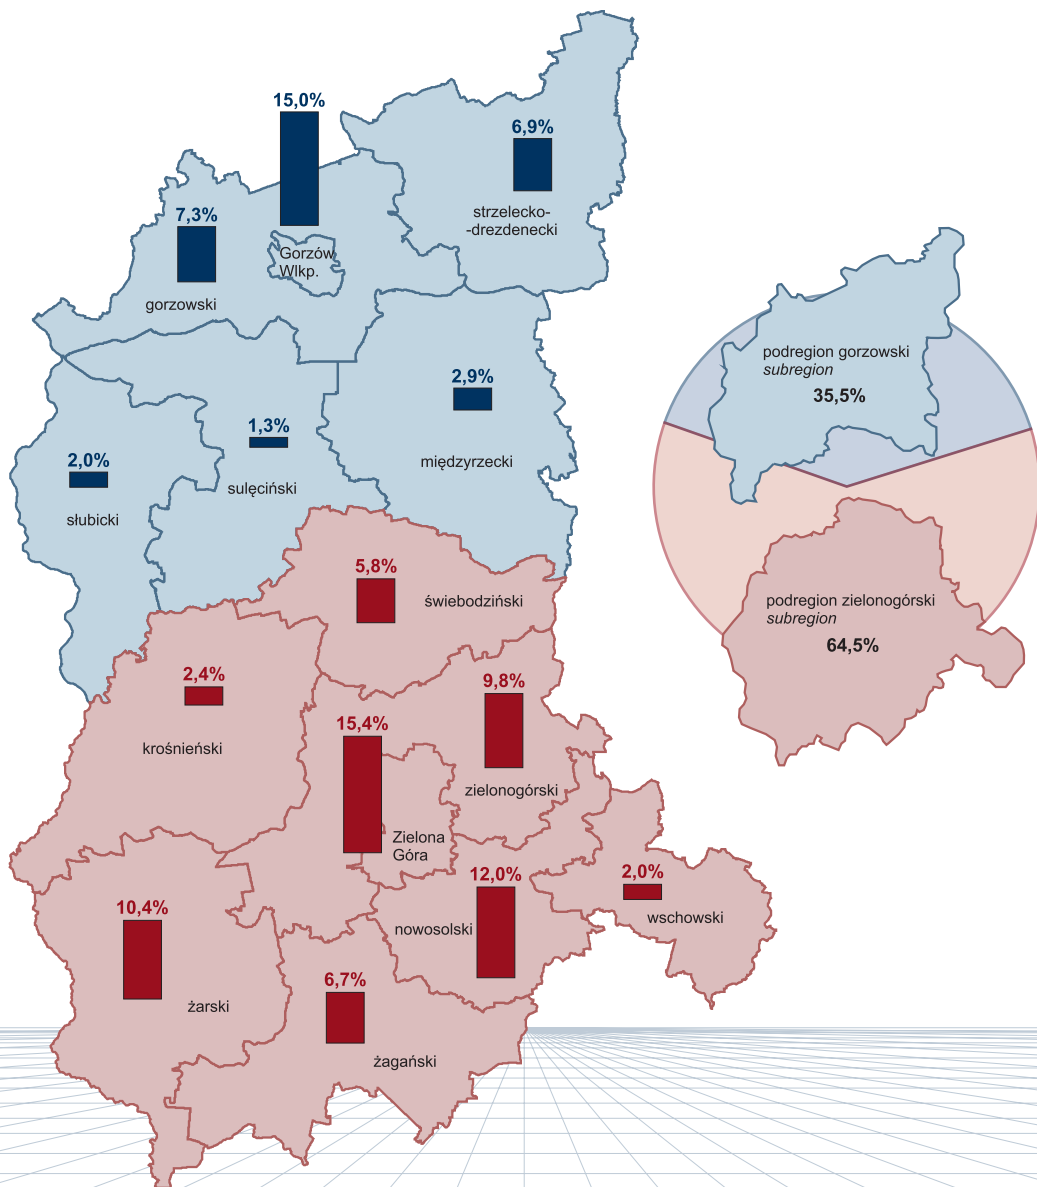 15,0%
6,9%
strzelecko-
-drezdenecki
7,3%
Gorzów
Wlkp.
gorzowski
podregion gorzowski
subregion
35,5%
2,9%
międzyrzecki
1,3%
sulęciński
2,0%
słubicki
5,8%
świebodziński
podregion zielonogórski
subregion
64,5%
2,4%
krośnieński
9,8%
zielonogórski
15,4%
Zielona
Góra
12,0%
nowosolski
2,0%
wschowski
10,4%
żarski
6,7%
żagański